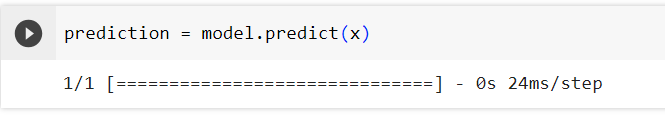 prediction = model.predict(x)
1/1 [==============================] - 0s 24ms/step